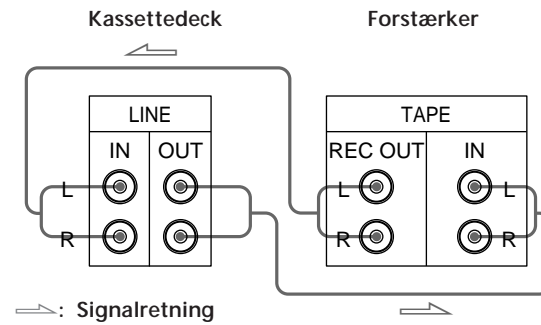 Kassettedeck Forstærker
LINE TAPE
IN OUT REC OUT IN
L L L
R R R
: Signalretning